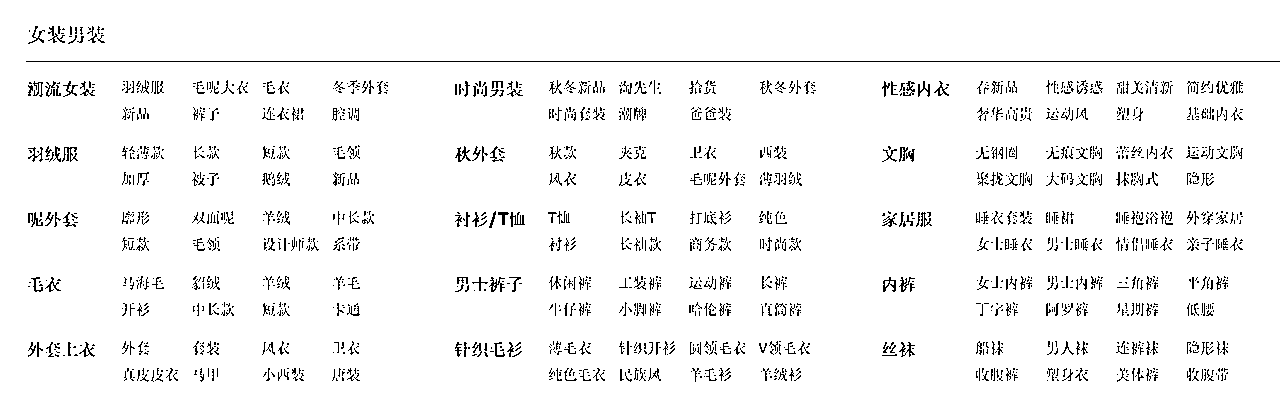 女装男装
潮流女装 羽绒服 毛呢大衣 毛衣 冬季外套 时尚男装 秋冬新品 淘先生 拾货 秋冬外套 性感内衣 春新品 性感诱惑 甜美清新 简约优雅
新品 裤子 连衣裙 腔调 时尚套装 潮牌 爸爸装 奢华高贵 运动风 塑身 基础内衣
羽绒服 轻薄款 长款 短款 毛领 秋外套 秋款 夹克 卫衣 西装 文胸 无钢圈 无痕文胸 蕾丝内衣 运动文胸
加厚 被子 鹅绒 新品 风衣 皮衣 毛呢外套 薄羽绒 聚拢文胸 大码文胸 抹胸式 隐形
呢外套 廓形 双面呢 羊绒 中长款 衬衫/T恤 T恤 长袖T 打底衫 纯色 家居服 睡衣套装 睡裙 睡袍浴袍 外穿家居
短款 毛领 设计师款 系带 衬衫 长袖款 商务款 时尚款 女士睡衣 男士睡衣 情侣睡衣 亲子睡衣
毛衣 马海毛 貂绒 羊绒 羊毛 男士裤子 休闲裤 工装裤 运动裤 长裤 内裤 女士内裤 男士内裤 三角裤 平角裤
开衫 中长款 短款 卡通 牛仔裤 小脚裤 哈伦裤 直筒裤 丁字裤 阿罗裤 星期裤 低腰
外套上衣 外套 套装 风衣 卫衣 针织毛衫 薄毛衣 针织开衫 圆领毛衣 V领毛衣 丝袜 船袜 男人袜 连裤袜 隐形袜
真皮皮衣 马甲 小西装 唐装 纯色毛衣 民族风 羊毛衫 羊绒衫 收腹裤 塑身衣 美体裤 收腹带